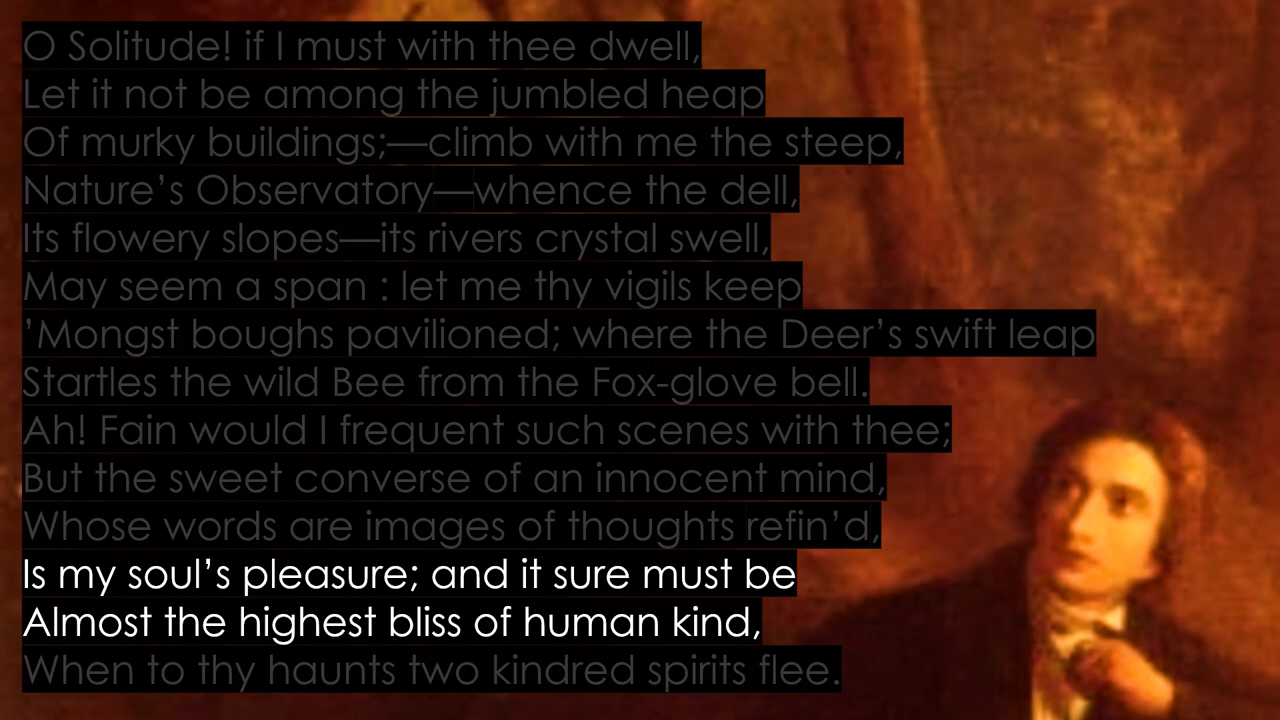 O Solitude! if I must with thee dwell,
Let it not be among the jumbled heap
Of murky buildings;—climb with me the steep,
Nature’s Observatory—whence the dell,
Its flowery slopes—its rivers crystal swell,
May seem a span : let me thy vigils keep
’Mongst boughs pavilioned; where the Deer’s swift leap
Startles the wild Bee from the Fox-glove bell.
Ah! Fain would I frequent such scenes with thee;
But the sweet converse of an innocent mind,
Whose words are images of thoughts refin’d,
Is my soul’s pleasure; and it sure must be
Almost the highest bliss of human kind,
When to thy haunts two kindred spirits flee.